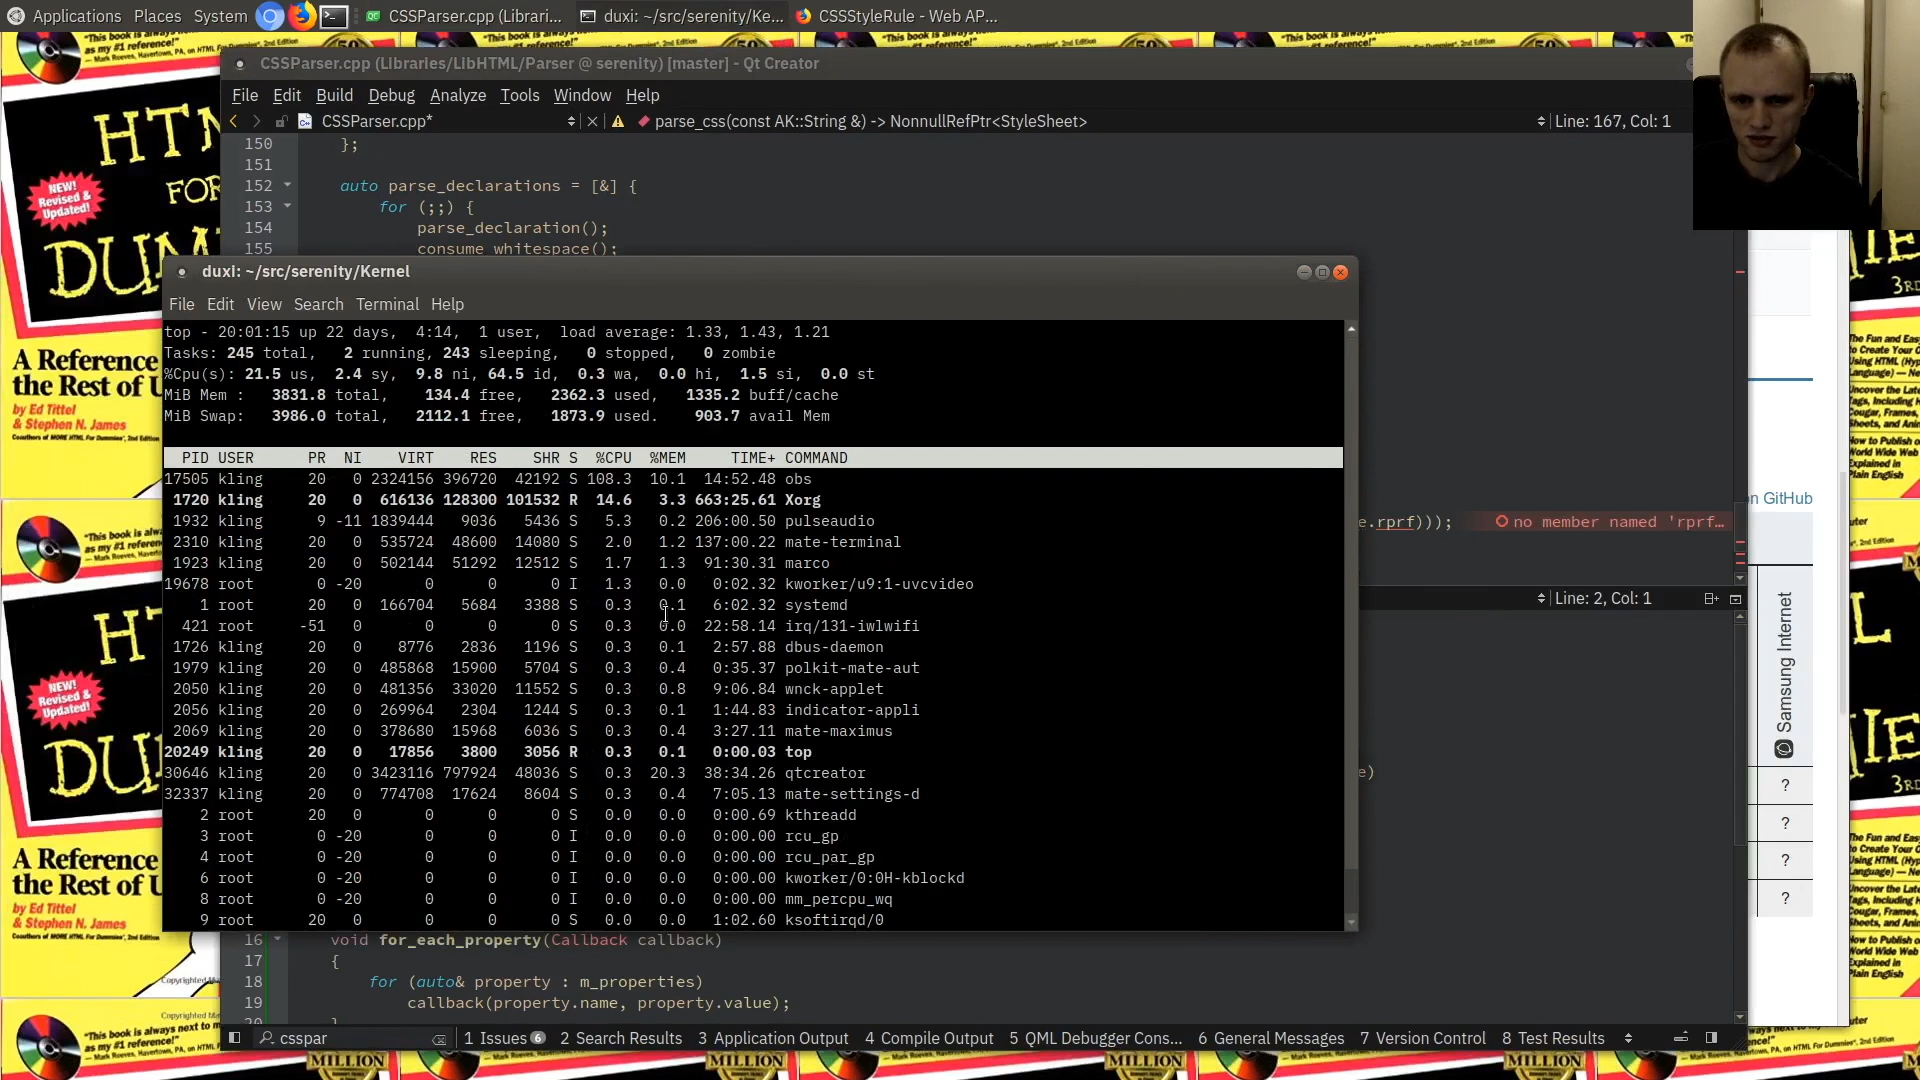 Applications Places System CSSParser.cpp (Librari... duxi: ~/src/serenity/Ke... CSSStyleRule - Web AP...
CSSParser.cpp (Libraries/LibHTML/Parser @ serenity) [master] - Qt Creator
File Edit Build Debug Analyze Tools Window Help
CSSParser.cpp* parse_css(const AK::String &) -> NonnullRefPtr<StyleSheet> Line: 167, Col: 1
150 };
151
152 auto parse_declarations = [&] {
153 for (;;) {
154 parse_declaration();
155 consume_whitespace();
duxi: ~/src/serenity/Kernel
File Edit View Search Terminal Help
top - 20:01:15 up 22 days, 4:14, 1 user, load average: 1.33, 1.43, 1.21
Tasks: 245 total, 2 running, 243 sleeping, 0 stopped, 0 zombie
%Cpu(s): 21.5 us, 2.4 sy, 9.8 ni, 64.5 id, 0.3 wa, 0.0 hi, 1.5 si, 0.0 st
MiB Mem : 3831.8 total, 134.4 free, 2362.3 used, 1335.2 buff/cache
MiB Swap: 3986.0 total, 2112.1 free, 1873.9 used. 903.7 avail Mem
PID USER PR NI VIRT RES SHR S %CPU %MEM TIME+ COMMAND
17505 kling 20 0 2324156 396720 42192 S 108.3 10.1 14:52.48 obs
1720 kling 20 0 616136 128300 101532 R 14.6 3.3 663:25.61 Xorg
1932 kling 9 -11 1839444 9036 5436 S 5.3 0.2 206:00.50 pulseaudio
2310 kling 20 0 535724 48600 14080 S 2.0 1.2 137:00.22 mate-terminal
1923 kling 20 0 502144 51292 12512 S 1.7 1.3 91:30.31 marco
19678 root 0 -20 0 0 0 I 1.3 0.0 0:02.32 kworker/u9:1-uvcvideo
1 root 20 0 166704 5684 3388 S 0.3 0.1 6:02.32 systemd
421 root -51 0 0 0 0 S 0.3 0.0 22:58.14 irq/131-iwlwifi
1726 kling 20 0 8776 2836 1196 S 0.3 0.1 2:57.88 dbus-daemon
1979 kling 20 0 485868 15900 5704 S 0.3 0.4 0:35.37 polkit-mate-aut
2050 kling 20 0 481356 33020 11552 S 0.3 0.8 9:06.84 wnck-applet
2056 kling 20 0 269964 2304 1244 S 0.3 0.1 1:44.83 indicator-appli
2069 kling 20 0 378680 15968 6036 S 0.3 0.4 3:27.11 mate-maximus
20249 kling 20 0 17856 3800 3056 R 0.3 0.1 0:00.03 top
30646 kling 20 0 3423116 797924 48036 S 0.3 20.3 38:34.26 qtcreator
32337 kling 20 0 774708 17624 8604 S 0.3 0.4 7:05.13 mate-settings-d
2 root 20 0 0 0 0 S 0.0 0.0 0:00.69 kthreadd
3 root 0 -20 0 0 0 I 0.0 0.0 0:00.00 rcu_gp
4 root 0 -20 0 0 0 I 0.0 0.0 0:00.00 rcu_par_gp
6 root 0 -20 0 0 0 I 0.0 0.0 0:00.00 kworker/0:0H-kblockd
8 root 0 -20 0 0 0 I 0.0 0.0 0:00.00 mm_percpu_wq
9 root 20 0 0 0 0 S 0.0 0.0 1:02.60 ksoftirqd/0
e.rprf))); no member named 'rprf...
Line: 2, Col: 1
e)
n GitHub
Samsung Internet
?
?
?
?
16 void for_each_property(Callback callback)
17 {
18 for (auto& property : m_properties)
19 callback(property.name, property.value);
20 }
csspar 1 Issues 6 2 Search Results 3 Application Output 4 Compile Output 5 QML Debugger Cons... 6 General Messages 7 Version Control 8 Test Results
HTM
FOR
DUM
NEW!
Revised &
Updated!
A Reference
the Rest of U
by Ed Tittel
& Stephen N. James